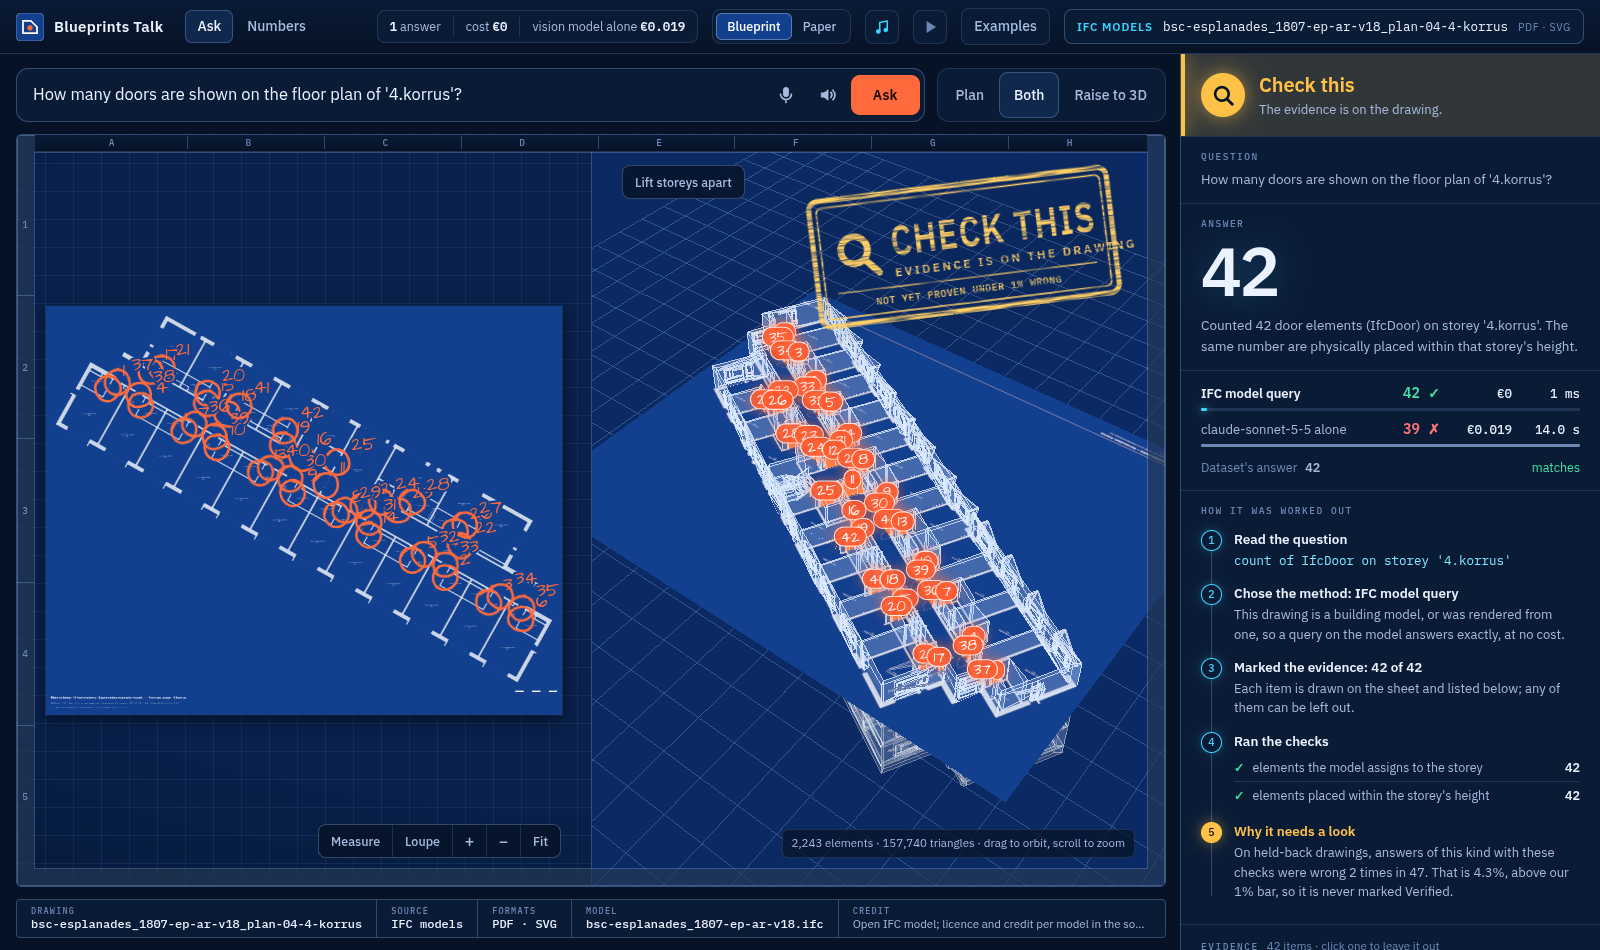 Blueprints Talk
Ask
Numbers
1 answer
cost €0
vision model alone €0.019
Blueprint
Paper
Examples
IFC MODELS bsc-esplanades_1807-ep-ar-v18_plan-04-4-korrus PDF · SVG
How many doors are shown on the floor plan of '4.korrus'?
Ask
Plan
Both
Raise to 3D
A B C D E F G H
1
2
3
4
5
Lift storeys apart
CHECK THIS
EVIDENCE IS ON THE DRAWING
NOT YET PROVEN UNDER 1% WRONG
Measure
Loupe
+
−
Fit
2,243 elements · 157,740 triangles · drag to orbit, scroll to zoom
DRAWING
bsc-esplanades_1807-ep-ar-v18_plan-04-4-korrus
SOURCE
IFC models
FORMATS
PDF · SVG
MODEL
bsc-esplanades_1807-ep-ar-v18.ifc
CREDIT
Open IFC model; licence and credit per model in the so…
Check this
The evidence is on the drawing.
QUESTION
How many doors are shown on the floor plan of '4.korrus'?
ANSWER
42
Counted 42 door elements (IfcDoor) on storey '4.korrus'. The
same number are physically placed within that storey's height.
IFC model query 42 ✓ €0 1 ms
claude-sonnet-5-5 alone 39 ✗ €0.019 14.0 s
Dataset's answer 42 matches
HOW IT WAS WORKED OUT
1 Read the question
count of IfcDoor on storey '4.korrus'
2 Chose the method: IFC model query
This drawing is a building model, or was rendered from
one, so a query on the model answers exactly, at no cost.
3 Marked the evidence: 42 of 42
Each item is drawn on the sheet and listed below; any of
them can be left out.
4 Ran the checks
✓ elements the model assigns to the storey 42
✓ elements placed within the storey's height 42
5 Why it needs a look
On held-back drawings, answers of this kind with these
checks were wrong 2 times in 47. That is 4.3%, above our
1% bar, so it is never marked Verified.
EVIDENCE 42 items · click one to leave it out